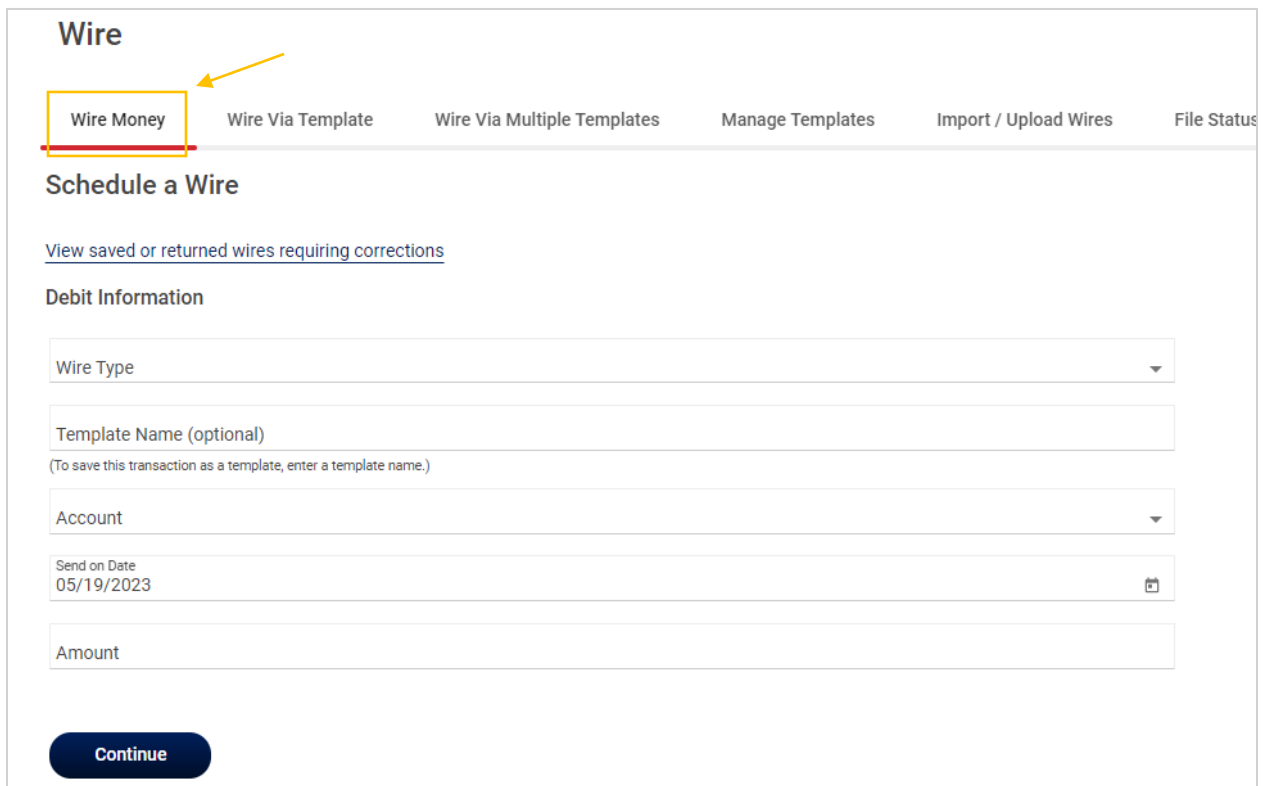 Wire
Wire Money Wire Via Template Wire Via Multiple Templates Manage Templates Import / Upload Wires File Status
Schedule a Wire
View saved or returned wires requiring corrections
Debit Information
Wire Type
Template Name (optional)
(To save this transaction as a template, enter a template name.)
Account
Send on Date
05/19/2023
Amount
Continue